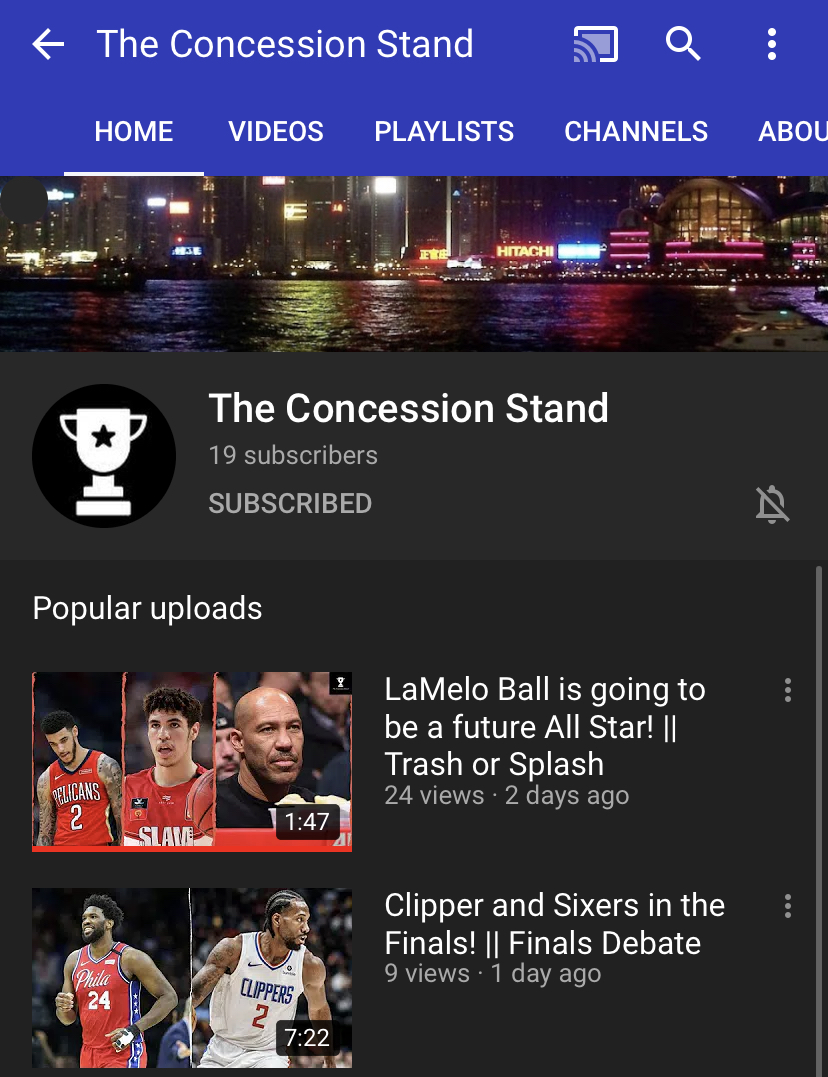 The Concession Stand
HOME VIDEOS PLAYLISTS CHANNELS ABOU
HITACHI
The Concession Stand
19 subscribers
SUBSCRIBED
Popular uploads
PELICANS
2
SLAM
1:47
LaMelo Ball is going to
be a future All Star! ||
Trash or Splash
24 views · 2 days ago
Phila
24
CLIPPERS
2
7:22
Clipper and Sixers in the
Finals! || Finals Debate
9 views · 1 day ago